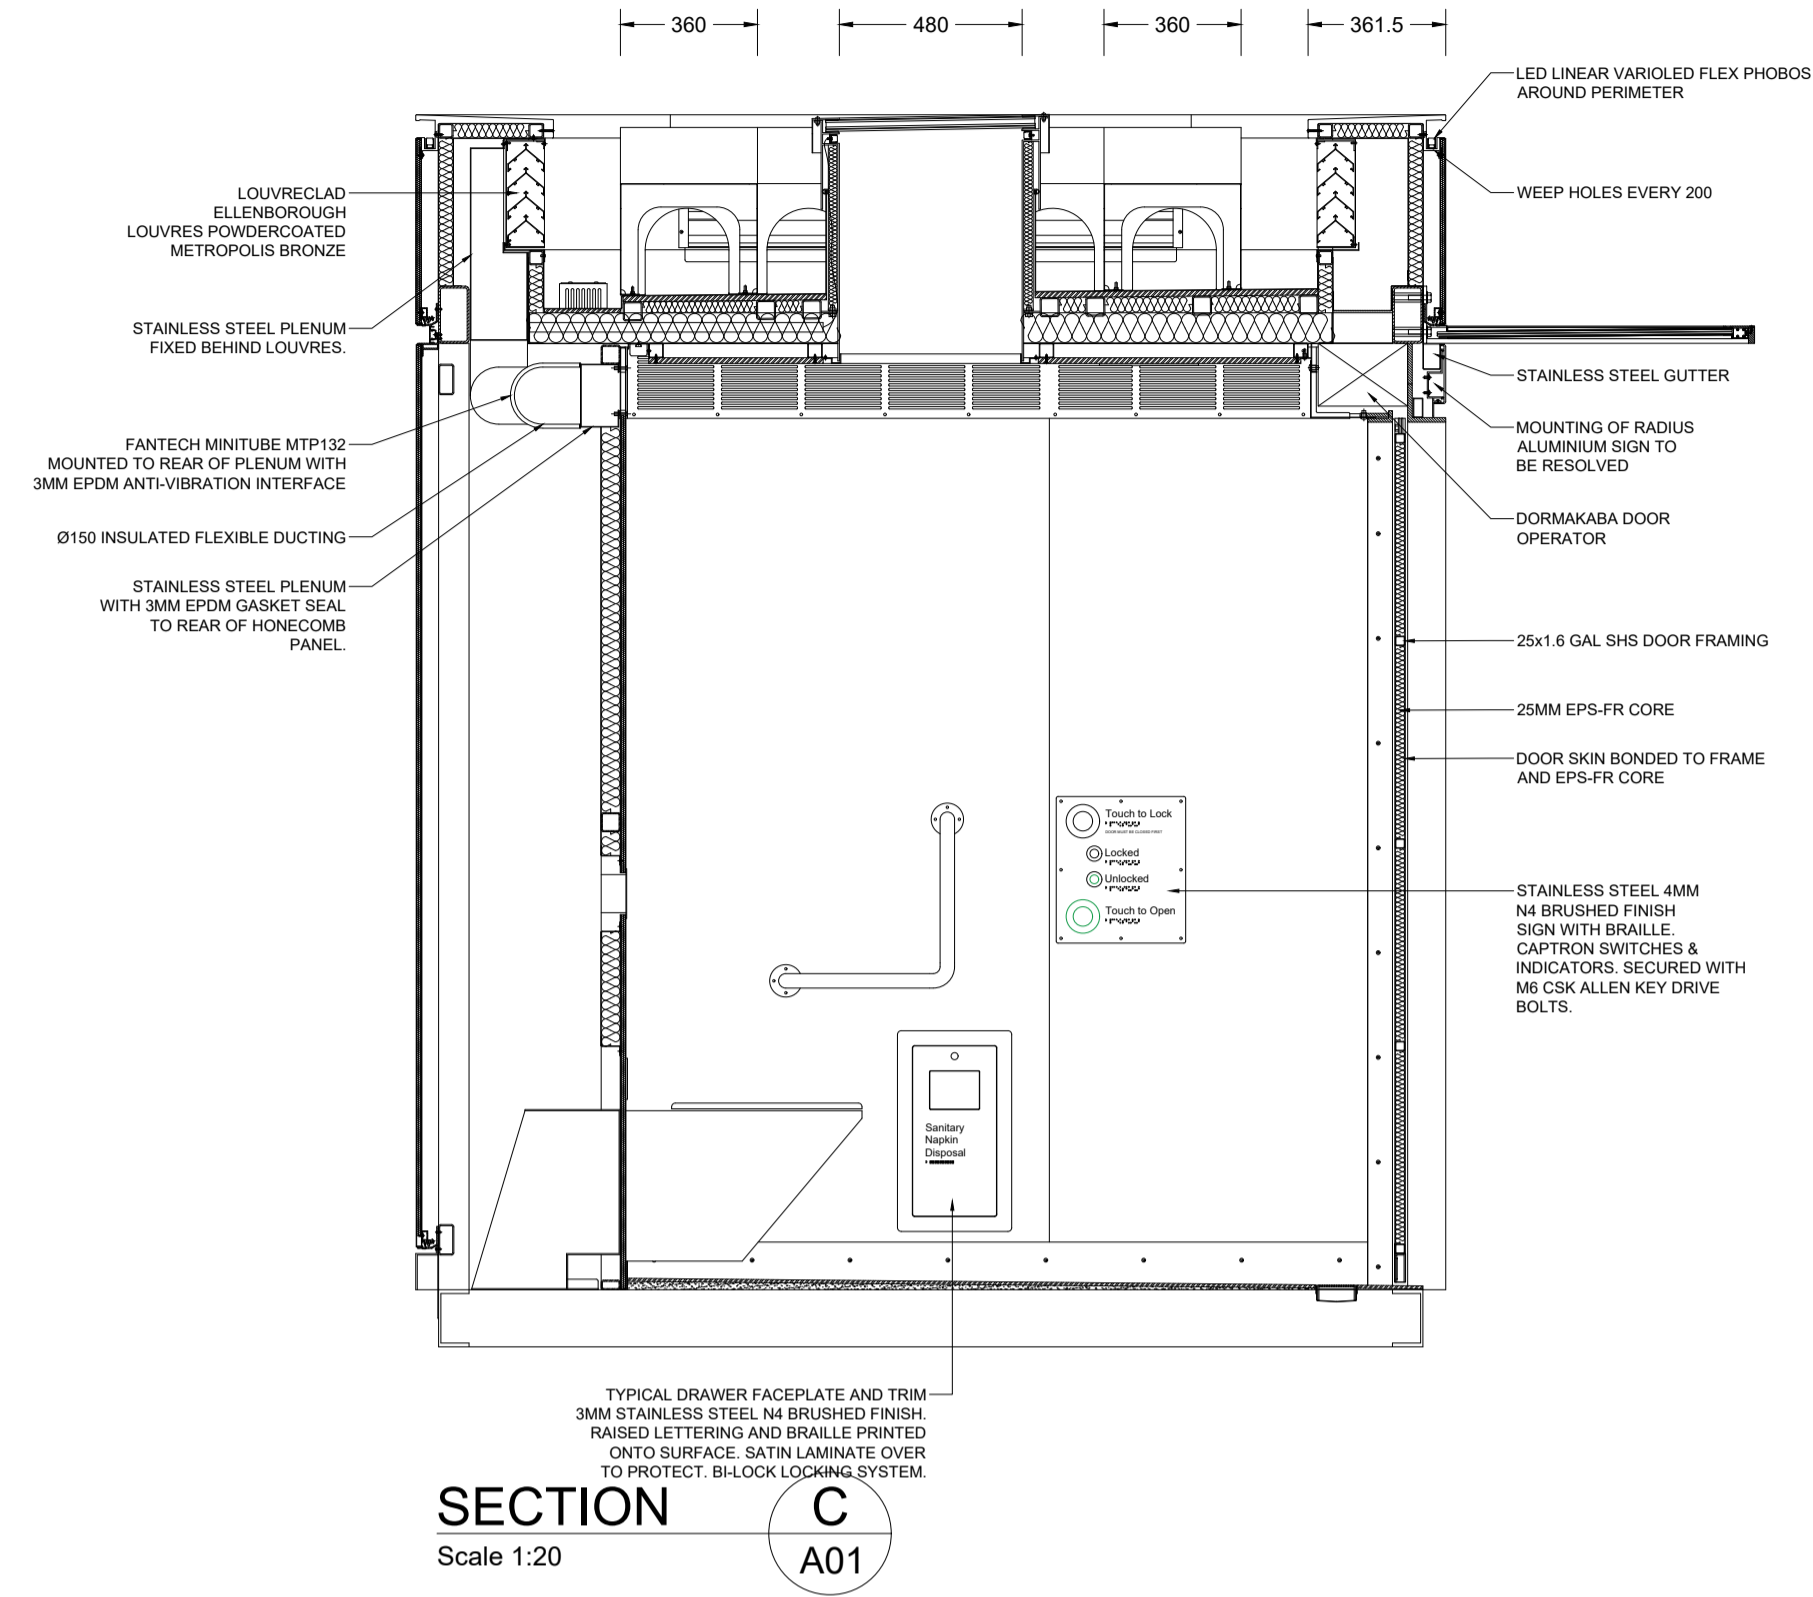 360
480
360
361.5
LED LINEAR VARIOLED FLEX PHOBOS
AROUND PERIMETER
WEEP HOLES EVERY 200
LOUVRECLAD
ELLENBOROUGH
LOUVRES POWDERCOATED
METROPOLIS BRONZE
STAINLESS STEEL PLENUM
FIXED BEHIND LOUVRES.
STAINLESS STEEL GUTTER
MOUNTING OF RADIUS
ALUMINIUM SIGN TO
BE RESOLVED
FANTECH MINITUBE MTP132
MOUNTED TO REAR OF PLENUM WITH
3MM EPDM ANTI-VIBRATION INTERFACE
DORMAKABA DOOR
OPERATOR
Ø150 INSULATED FLEXIBLE DUCTING
STAINLESS STEEL PLENUM
WITH 3MM EPDM GASKET SEAL
TO REAR OF HONECOMB
PANEL.
25x1.6 GAL SHS DOOR FRAMING
25MM EPS-FR CORE
DOOR SKIN BONDED TO FRAME
AND EPS-FR CORE
Touch to Lock
DOOR MUST BE CLOSED FIRST
Locked
Unlocked
Touch to Open
STAINLESS STEEL 4MM
N4 BRUSHED FINISH
SIGN WITH BRAILLE.
CAPTRON SWITCHES &
INDICATORS. SECURED WITH
M6 CSK ALLEN KEY DRIVE
BOLTS.
Sanitary
Napkin
Disposal
TYPICAL DRAWER FACEPLATE AND TRIM
3MM STAINLESS STEEL N4 BRUSHED FINISH.
RAISED LETTERING AND BRAILLE PRINTED
ONTO SURFACE. SATIN LAMINATE OVER
TO PROTECT. BI-LOCK LOCKING SYSTEM.
SECTION
C
Scale 1:20
A01